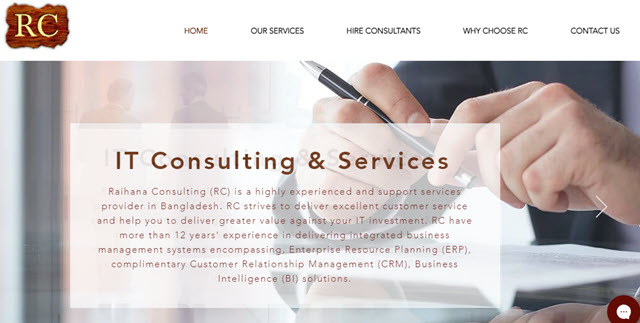 RC
HOME OUR SERVICES HIRE CONSULTANTS WHY CHOOSE RC CONTACT US
IT Consulting & Services
Raihana Consulting (RC) is a highly experienced and support services
provider in Bangladesh. RC strives to deliver excellent customer service
and help you to deliver greater value against your IT investment. RC have
more than 12 years' experience in delivering integrated business
management systems encompassing, Enterprise Resource Planning (ERP),
complimentary Customer Relationship Management (CRM), Business
Intelligence (BI) solutions.